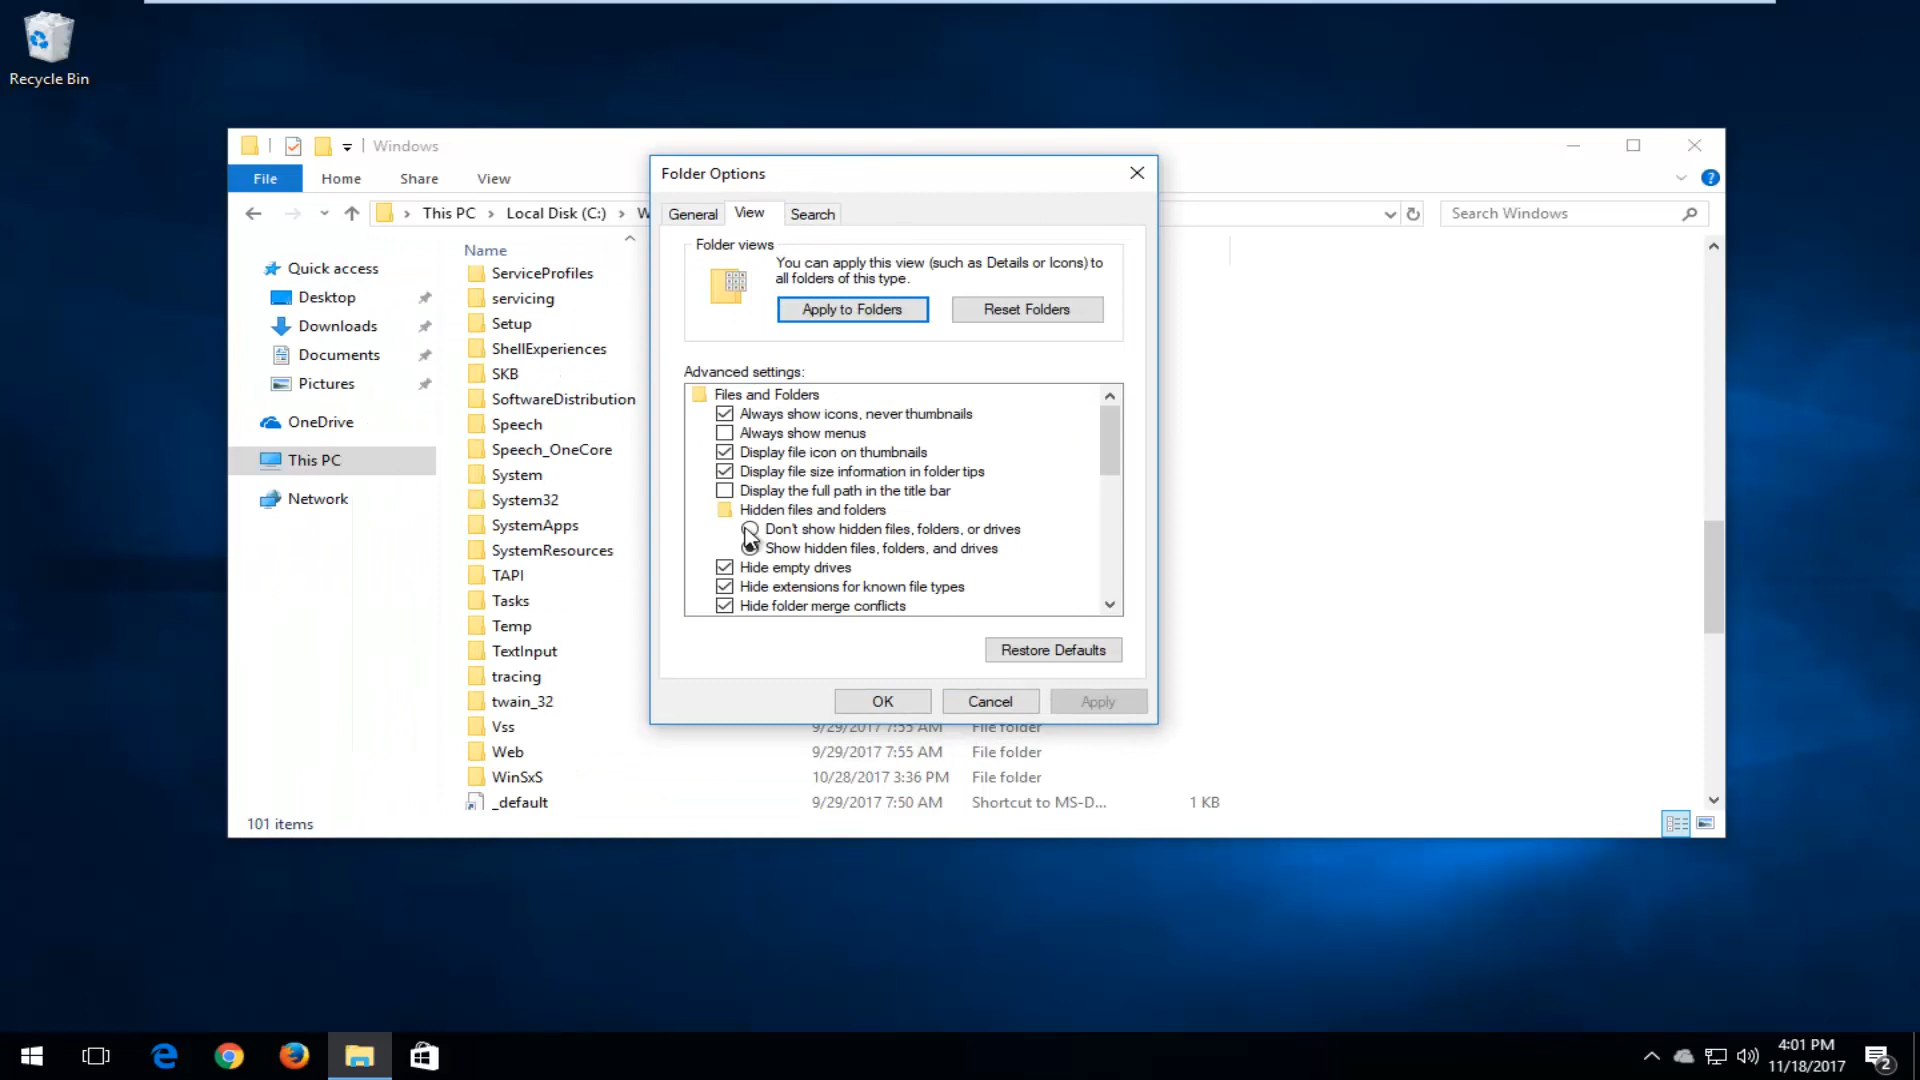 Recycle Bin
Windows
File Home Share View
This PC Local Disk (C:) W
Search Windows
Quick access
Desktop
Downloads
Documents
Pictures
OneDrive
This PC
Network
Name
ServiceProfiles
servicing
Setup
ShellExperiences
SKB
SoftwareDistribution
Speech
Speech_OneCore
System
System32
SystemApps
SystemResources
TAPI
Tasks
Temp
TextInput
tracing
twain_32
Vss 9/29/2017 7:55 AM File folder
Web 9/29/2017 7:55 AM File folder
WinSxS 10/28/2017 3:36 PM File folder
_default 9/29/2017 7:50 AM Shortcut to MS-D... 1 KB
101 items
Folder Options
General View Search
Folder views
You can apply this view (such as Details or Icons) to
all folders of this type.
Apply to Folders Reset Folders
Advanced settings:
Files and Folders
Always show icons, never thumbnails
Always show menus
Display file icon on thumbnails
Display file size information in folder tips
Display the full path in the title bar
Hidden files and folders
Don't show hidden files, folders, or drives
Show hidden files, folders, and drives
Hide empty drives
Hide extensions for known file types
Hide folder merge conflicts
Restore Defaults
OK Cancel Apply
4:01 PM
11/18/2017
2